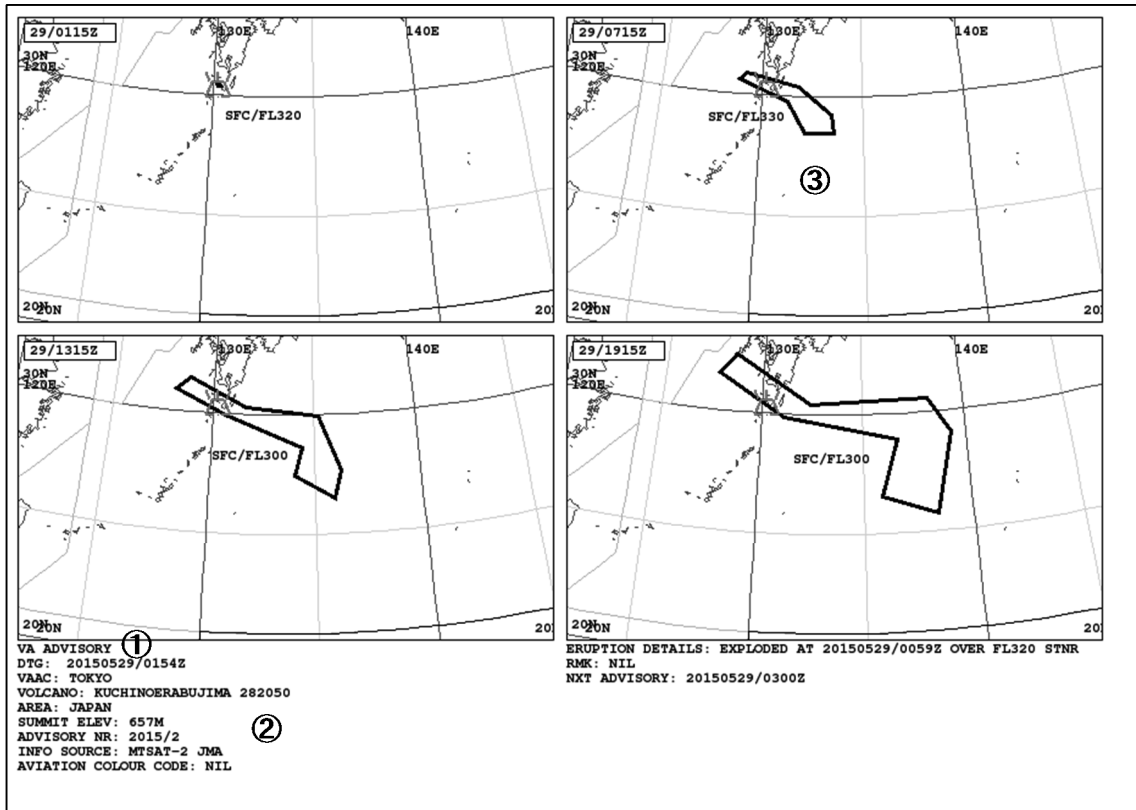 29/0115Z
130E
140E
30N
120E
SFC/FL320
20N
20N
20
29/0715Z
130E
140E
30N
120E
SFC/FL330
③
20N
20N
20
29/1315Z
130E
140E
30N
120E
SFC/FL300
20N
20N
20
29/1915Z
130E
140E
30N
120E
SFC/FL300
20N
20N
20
①
VA ADVISORY
DTG: 20150529/0154Z
VAAC: TOKYO
VOLCANO: KUCHINOERABUJIMA 282050
AREA: JAPAN
SUMMIT ELEV: 657M
②
ADVISORY NR: 2015/2
INFO SOURCE: MTSAT-2 JMA
AVIATION COLOUR CODE: NIL
ERUPTION DETAILS: EXPLODED AT 20150529/0059Z OVER FL320 STNR
RMK: NIL
NXT ADVISORY: 20150529/0300Z